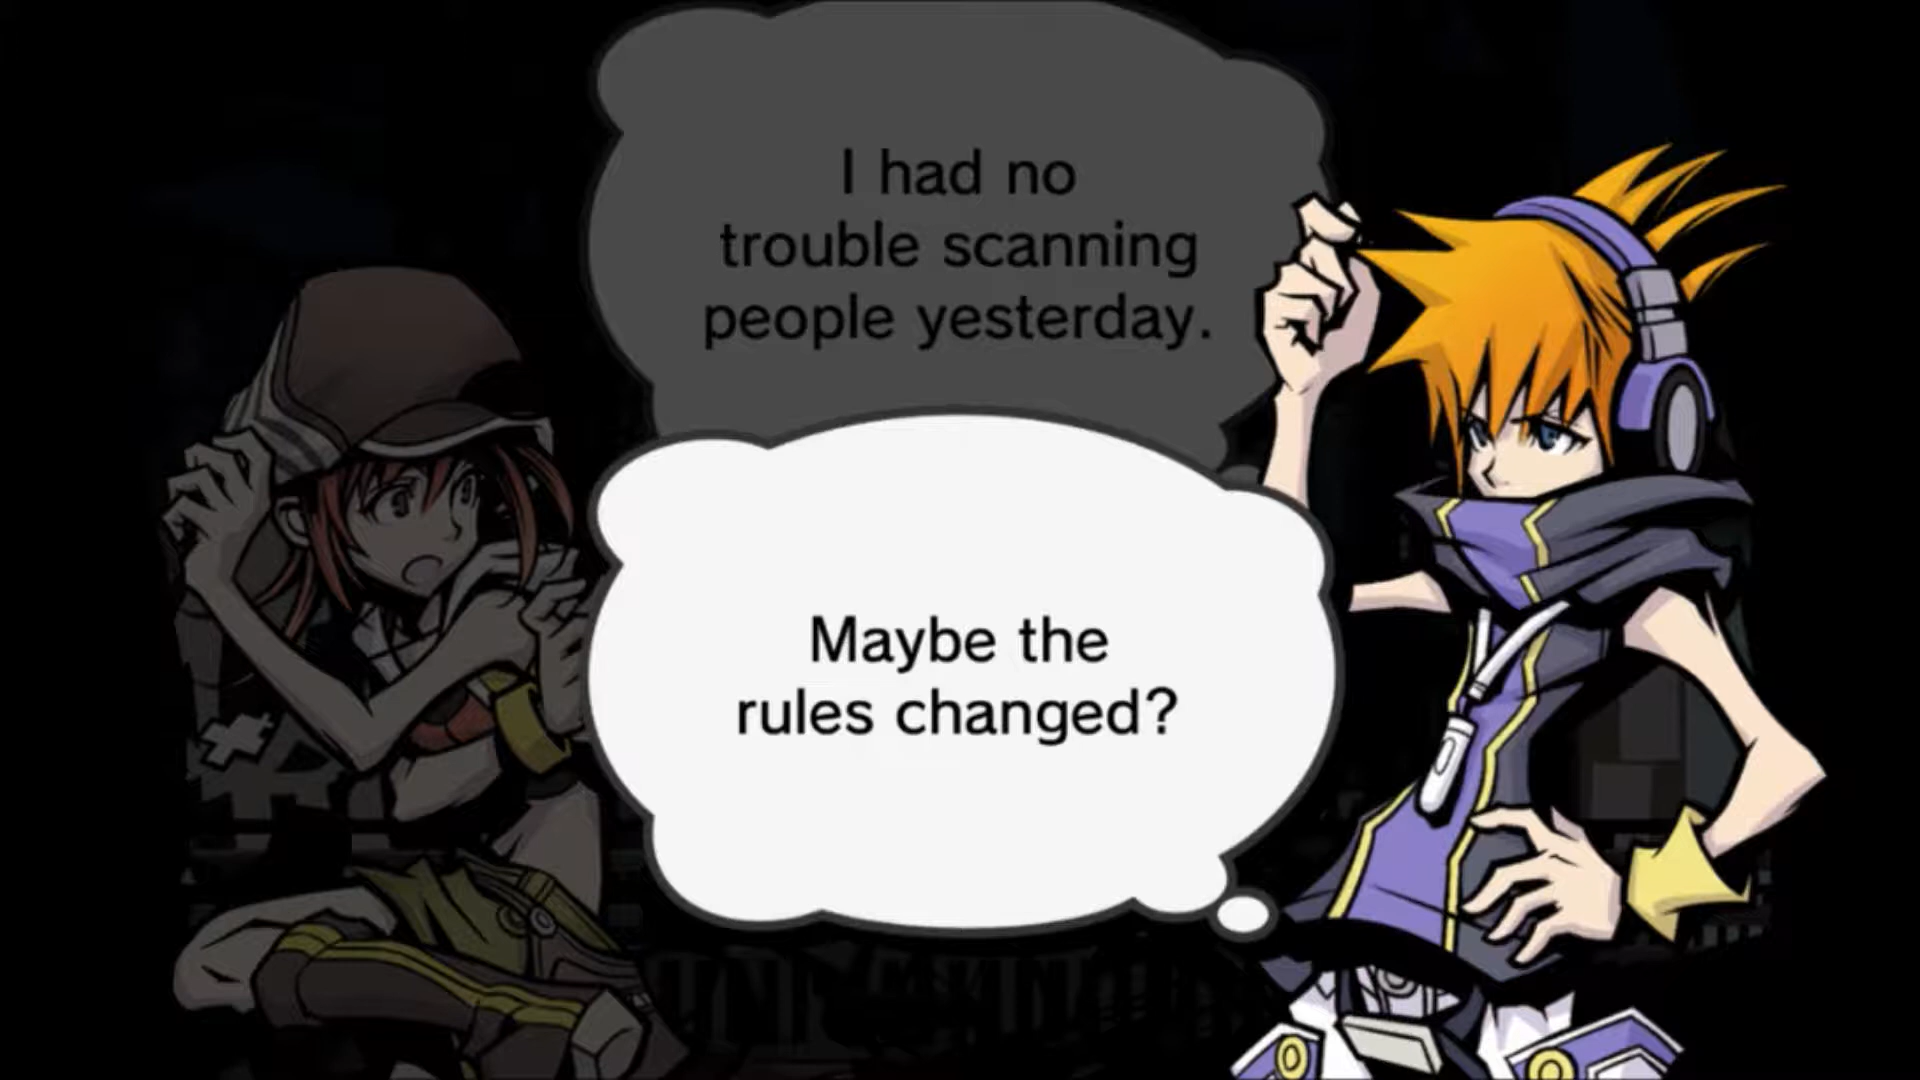 I had no
trouble scanning
people yesterday.
Maybe the
rules changed?